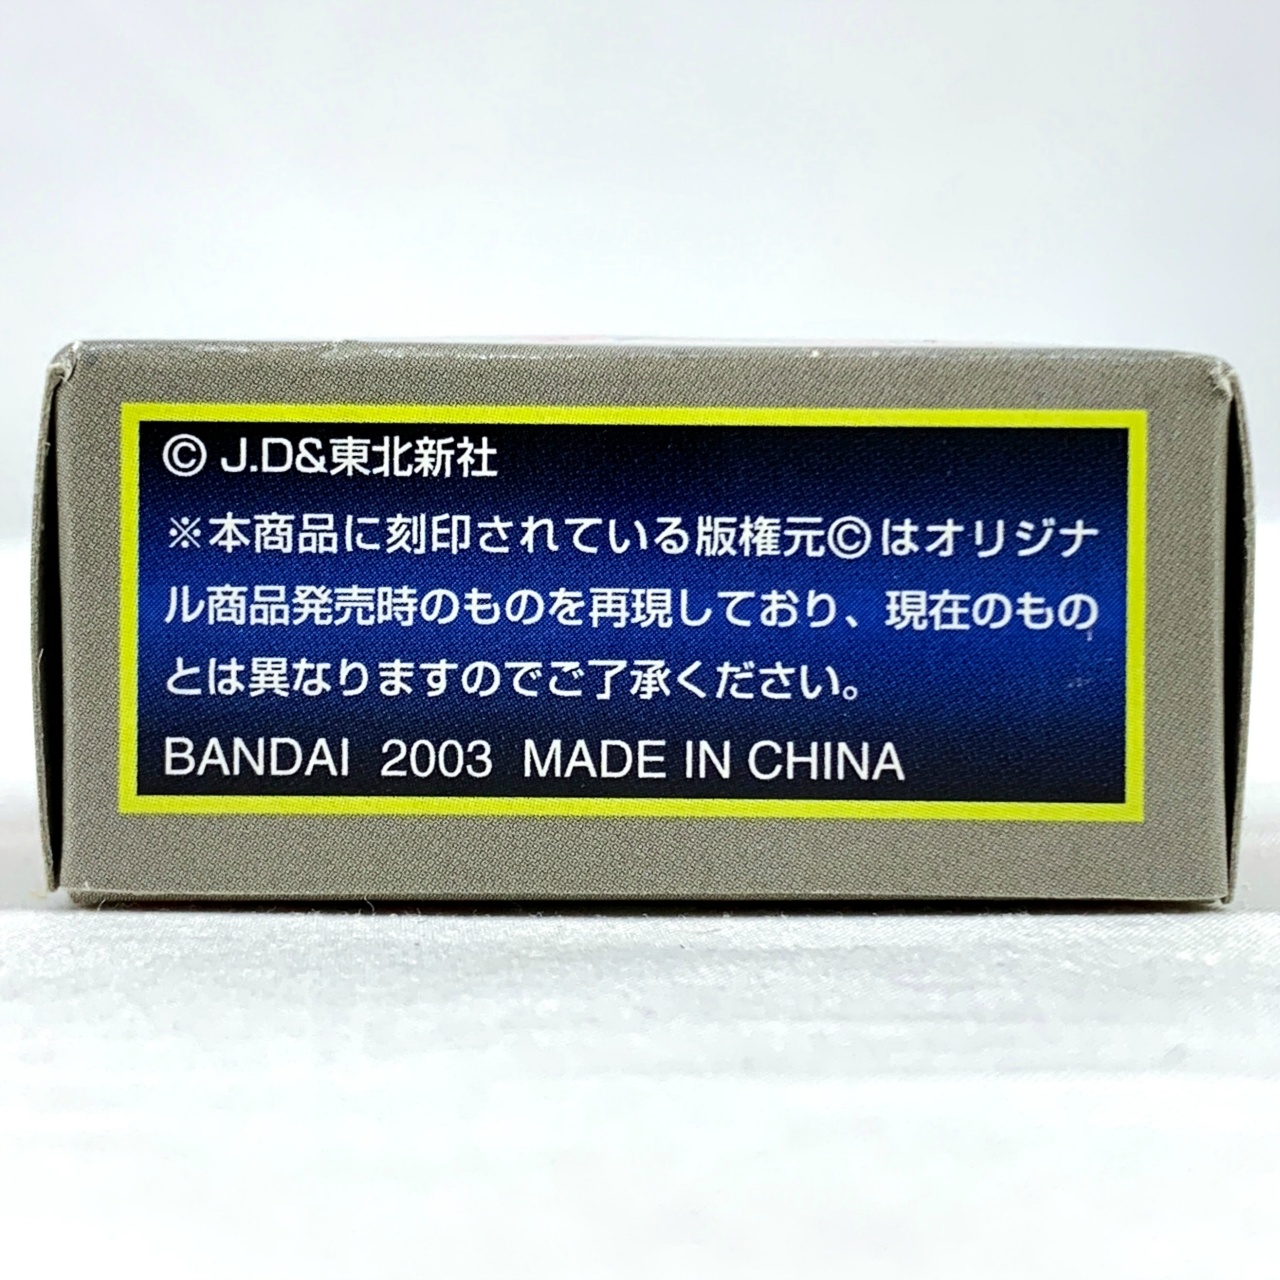 © J.D&東北新社
※本商品に刻印されている版権元©はオリジナ
ル商品発売時のものを再現しており、現在のもの
とは異なりますのでご了承ください。
BANDAI 2003 MADE IN CHINA